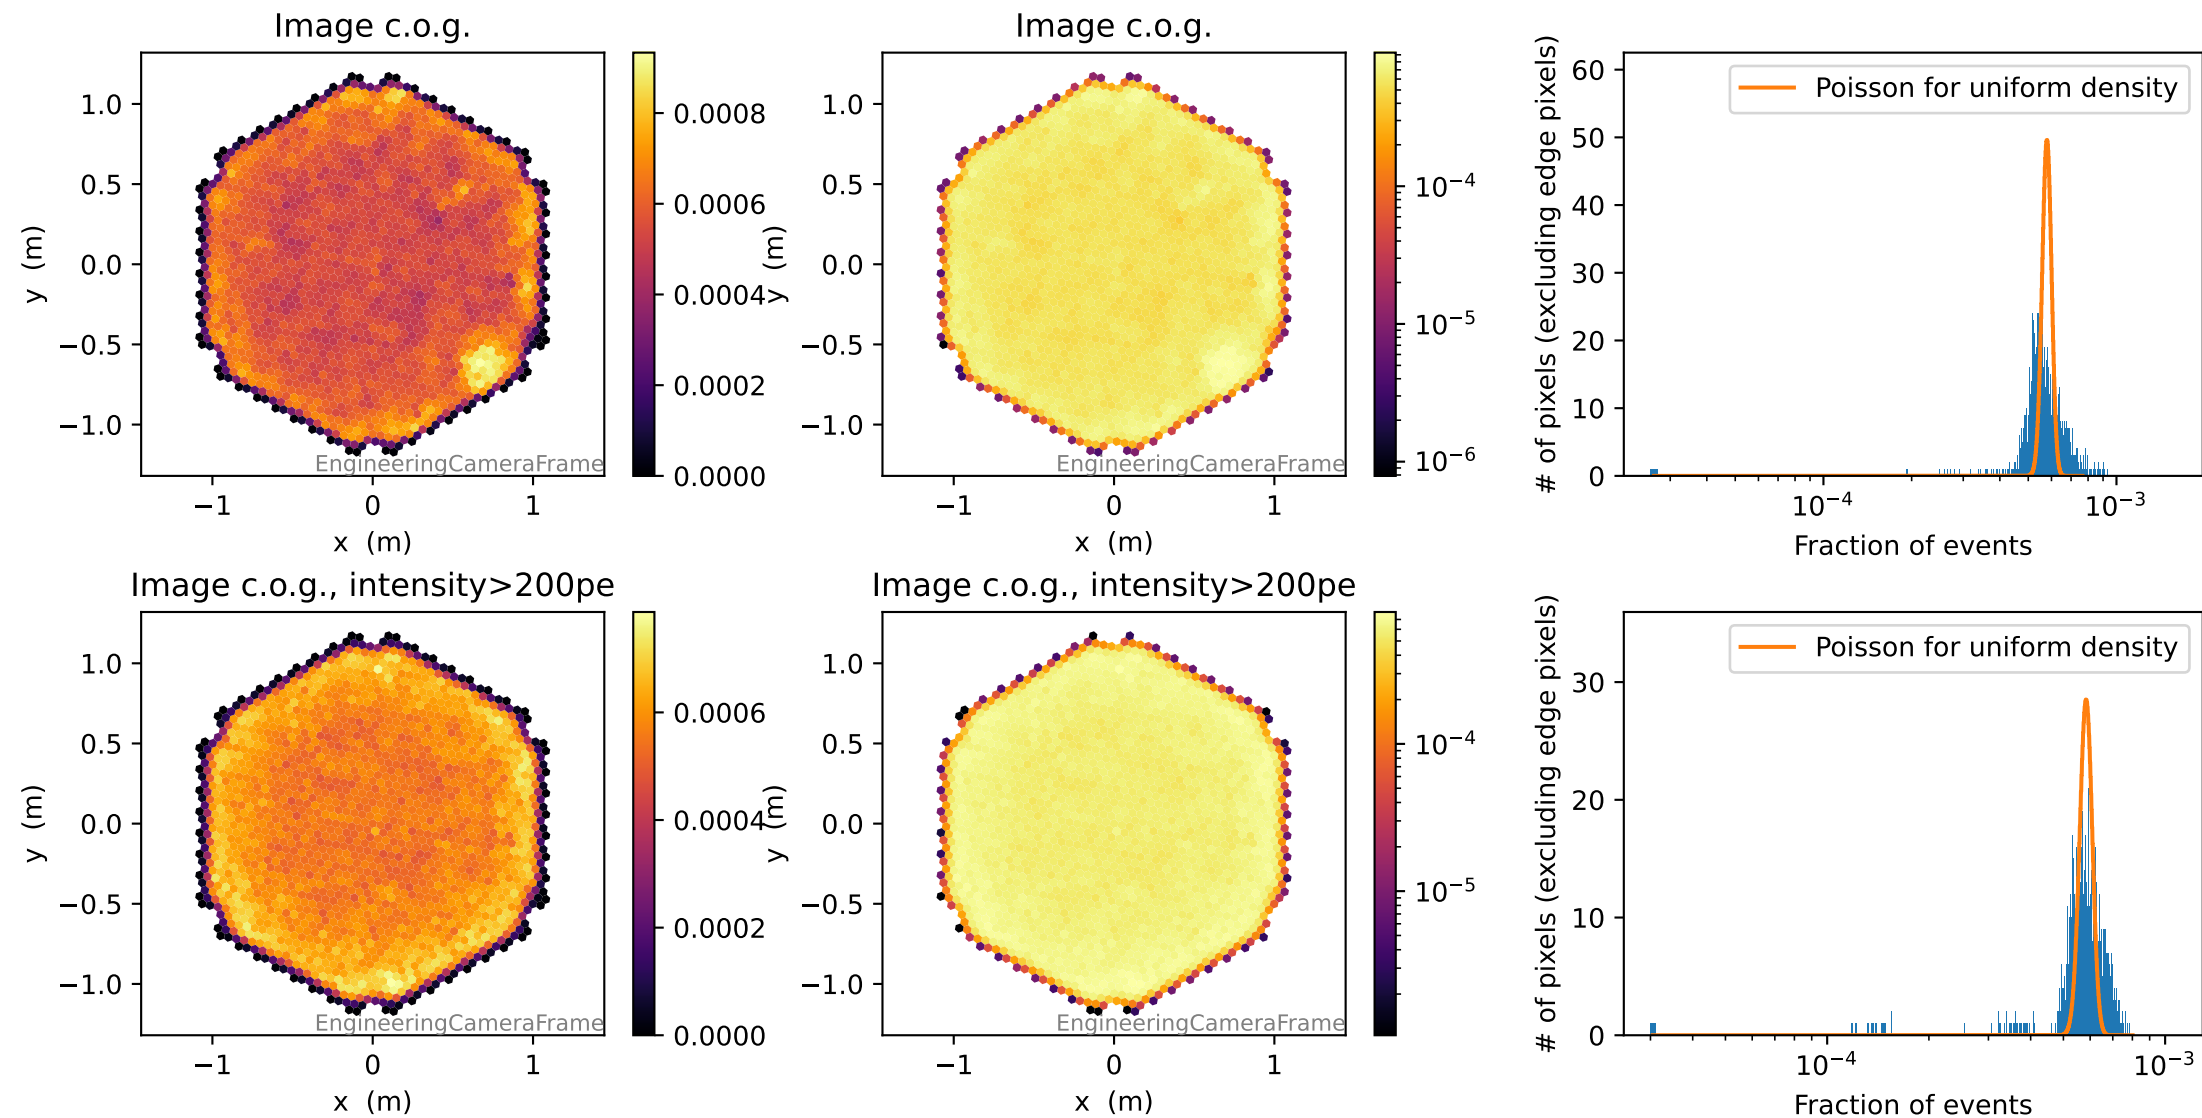 Image c.o.g.
y (m)
1.0
0.5
0.0
−0.5
−1.0
−1
0
1
x (m)
EngineeringCameraFrame
0.0008
0.0006
0.0004
0.0002
0.0000
Image c.o.g.
y (m)
1.0
0.5
0.0
−0.5
−1.0
−1
0
1
x (m)
EngineeringCameraFrame
10⁻⁴
10⁻⁵
10⁻⁶
# of pixels (excluding edge pixels)
60
50
40
30
20
10
0
Poisson for uniform density
10⁻⁴
10⁻³
Fraction of events
Image c.o.g., intensity>200pe
y (m)
1.0
0.5
0.0
−0.5
−1.0
−1
0
1
x (m)
EngineeringCameraFrame
0.0006
0.0004
0.0002
0.0000
Image c.o.g., intensity>200pe
y (m)
1.0
0.5
0.0
−0.5
−1.0
−1
0
1
x (m)
EngineeringCameraFrame
10⁻⁴
10⁻⁵
# of pixels (excluding edge pixels)
30
20
10
0
Poisson for uniform density
10⁻⁴
10⁻³
Fraction of events